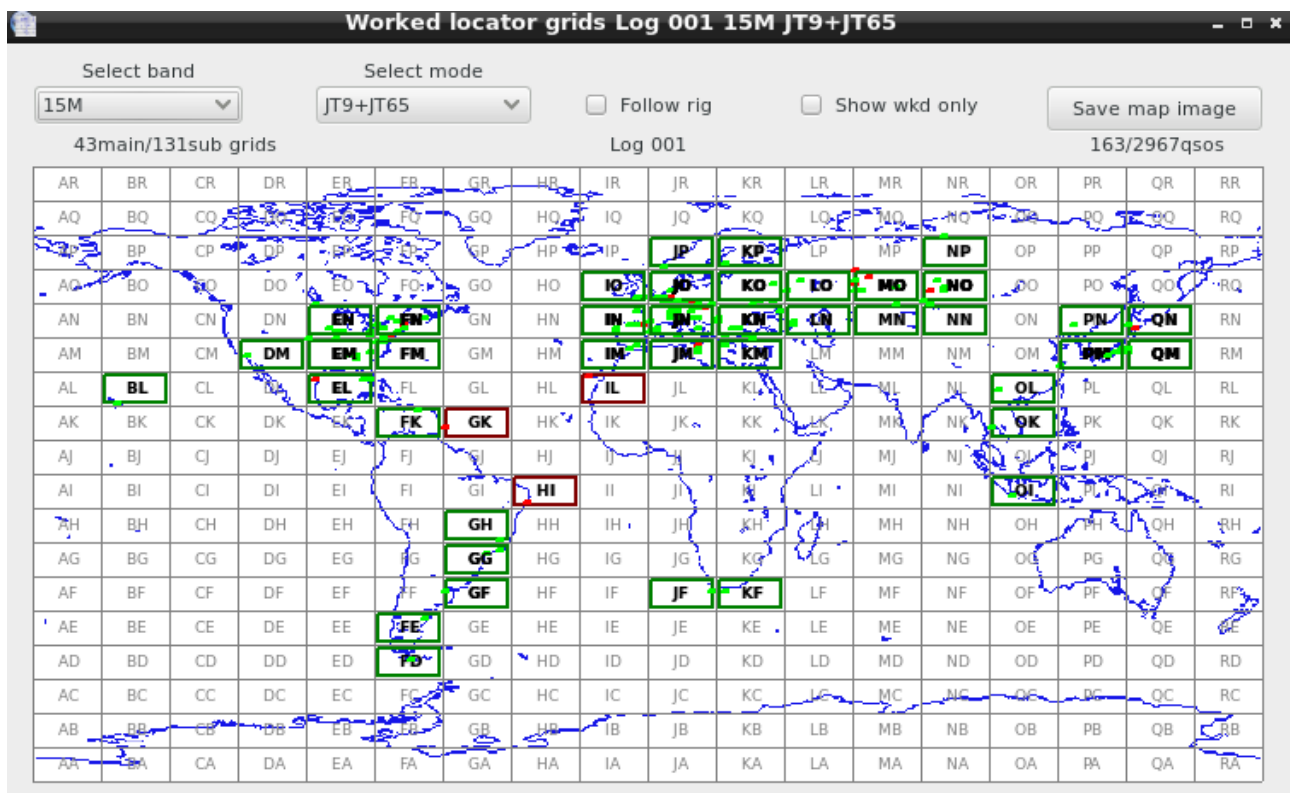 Worked locator grids Log 001 15M JT9+JT65
Select band Select mode
15M JT9+JT65 Follow rig Show wkd only Save map image
43main/131sub grids Log 001 163/2967qsos
AR BR CR DR ER FR GR HR IR JR KR LR MR NR OR PR QR RR
AQ BQ CQ DQ EQ FQ GQ HQ IQ JQ KQ LQ MQ NQ OQ PQ QQ RQ
AP BP CP DP EP FP GP HP IP JP KP LP MP NP OP PP QP RP
AO BO CO DO EO FO GO HO IO JO KO LO MO NO OO PO QO RO
AN BN CN DN EN FN GN HN IN JN KN LN MN NN ON PN QN RN
AM BM CM DM EM FM GM HM IM JM KM LM MM NM OM PM QM RM
AL BL CL DL EL FL GL HL IL JL KL LL ML NL OL PL QL RL
AK BK CK DK EK FK GK HK IK JK KK LK MK NK OK PK QK RK
AJ BJ CJ DJ EJ FJ GJ HJ IJ JJ KJ LJ MJ NJ OJ PJ QJ RJ
AI BI CI DI EI FI GI HI II JI KI LI MI NI OI PI QI RI
AH BH CH DH EH FH GH HH IH JH KH LH MH NH OH PH QH RH
AG BG CG DG EG FG GG HG IG JG KG LG MG NG OG PG QG RG
AF BF CF DF EF FF GF HF IF JF KF LF MF NF OF PF QF RF
AE BE CE DE EE FE GE HE IE JE KE LE ME NE OE PE QE RE
AD BD CD DD ED FD GD HD ID JD KD LD MD ND OD PD QD RD
AC BC CC DC EC FC GC HC IC JC KC LC MC NC OC PC QC RC
AB BB CB DB EB FB GB HB IB JB KB LB MB NB OB PB QB RB
AA BA CA DA EA FA GA HA IA JA KA LA MA NA OA PA QA RA